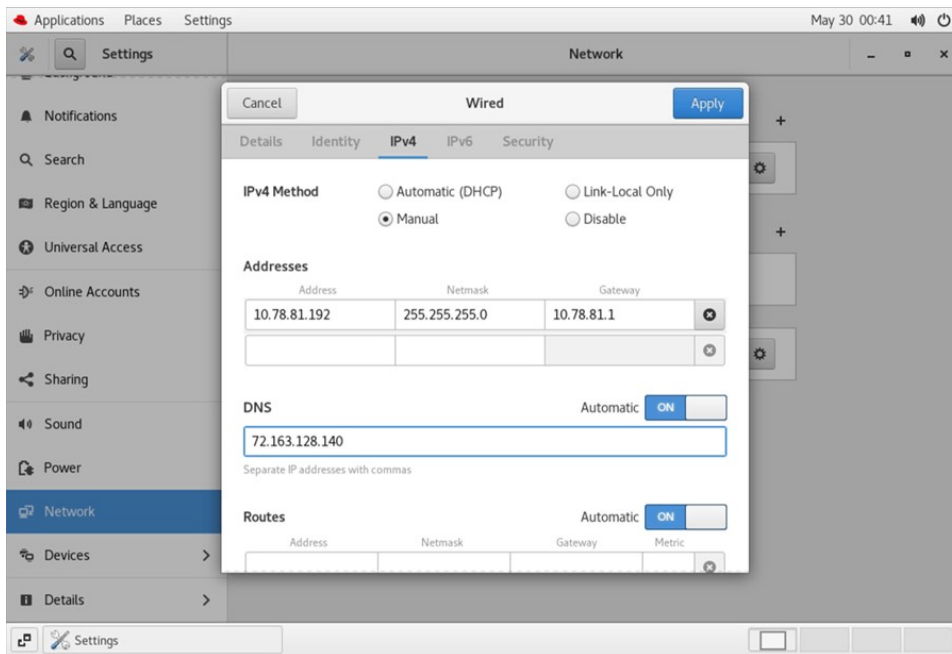 Applications Places Settings May 30 00:41
Settings Network
Notifications
Search
Region & Language
Universal Access
Online Accounts
Privacy
Sharing
Sound
Power
Network
Devices
Details
Cancel Wired Apply
Details Identity IPv4 IPv6 Security
IPv4 Method Automatic (DHCP) Link-Local Only
Manual Disable
Addresses
Address Netmask Gateway
10.78.81.192 255.255.255.0 10.78.81.1
DNS Automatic ON
72.163.128.140
Separate IP addresses with commas
Routes Automatic ON
Address Netmask Gateway Metric
Settings